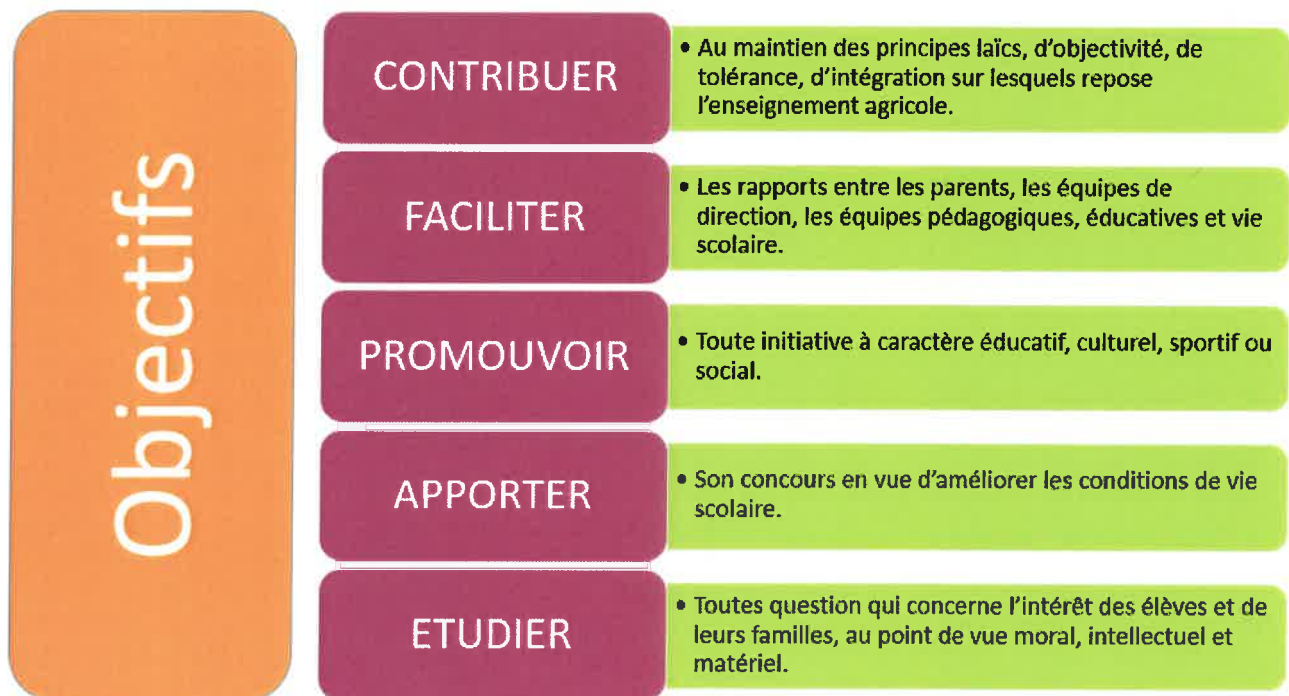 Objectifs
CONTRIBUER
• Au maintien des principes laïcs, d'objectivité, de
tolérance, d'intégration sur lesquels repose
l'enseignement agricole.
FACILITER
• Les rapports entre les parents, les équipes de
direction, les équipes pédagogiques, éducatives et vie
scolaire.
PROMOUVOIR
• Toute initiative à caractère éducatif, culturel, sportif ou
social.
APPORTER
• Son concours en vue d'améliorer les conditions de vie
scolaire.
ETUDIER
• Toutes question qui concerne l'intérêt des élèves et de
leurs familles, au point de vue moral, intellectuel et
matériel.